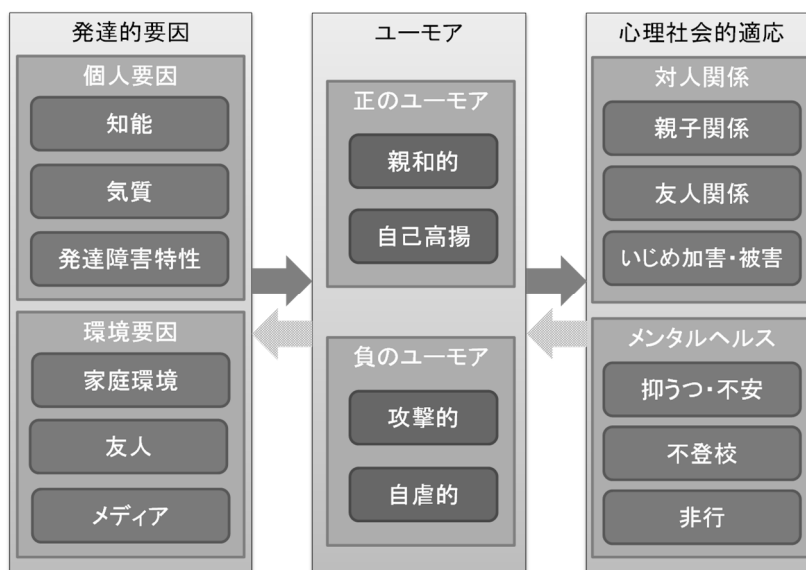 発達的要因
個人要因
知能
気質
発達障害特性
環境要因
家庭環境
友人
メディア
ユーモア
正のユーモア
親和的
自己高揚
負のユーモア
攻撃的
自虐的
心理社会的適応
対人関係
親子関係
友人関係
いじめ加害・被害
メンタルヘルス
抑うつ・不安
不登校
非行